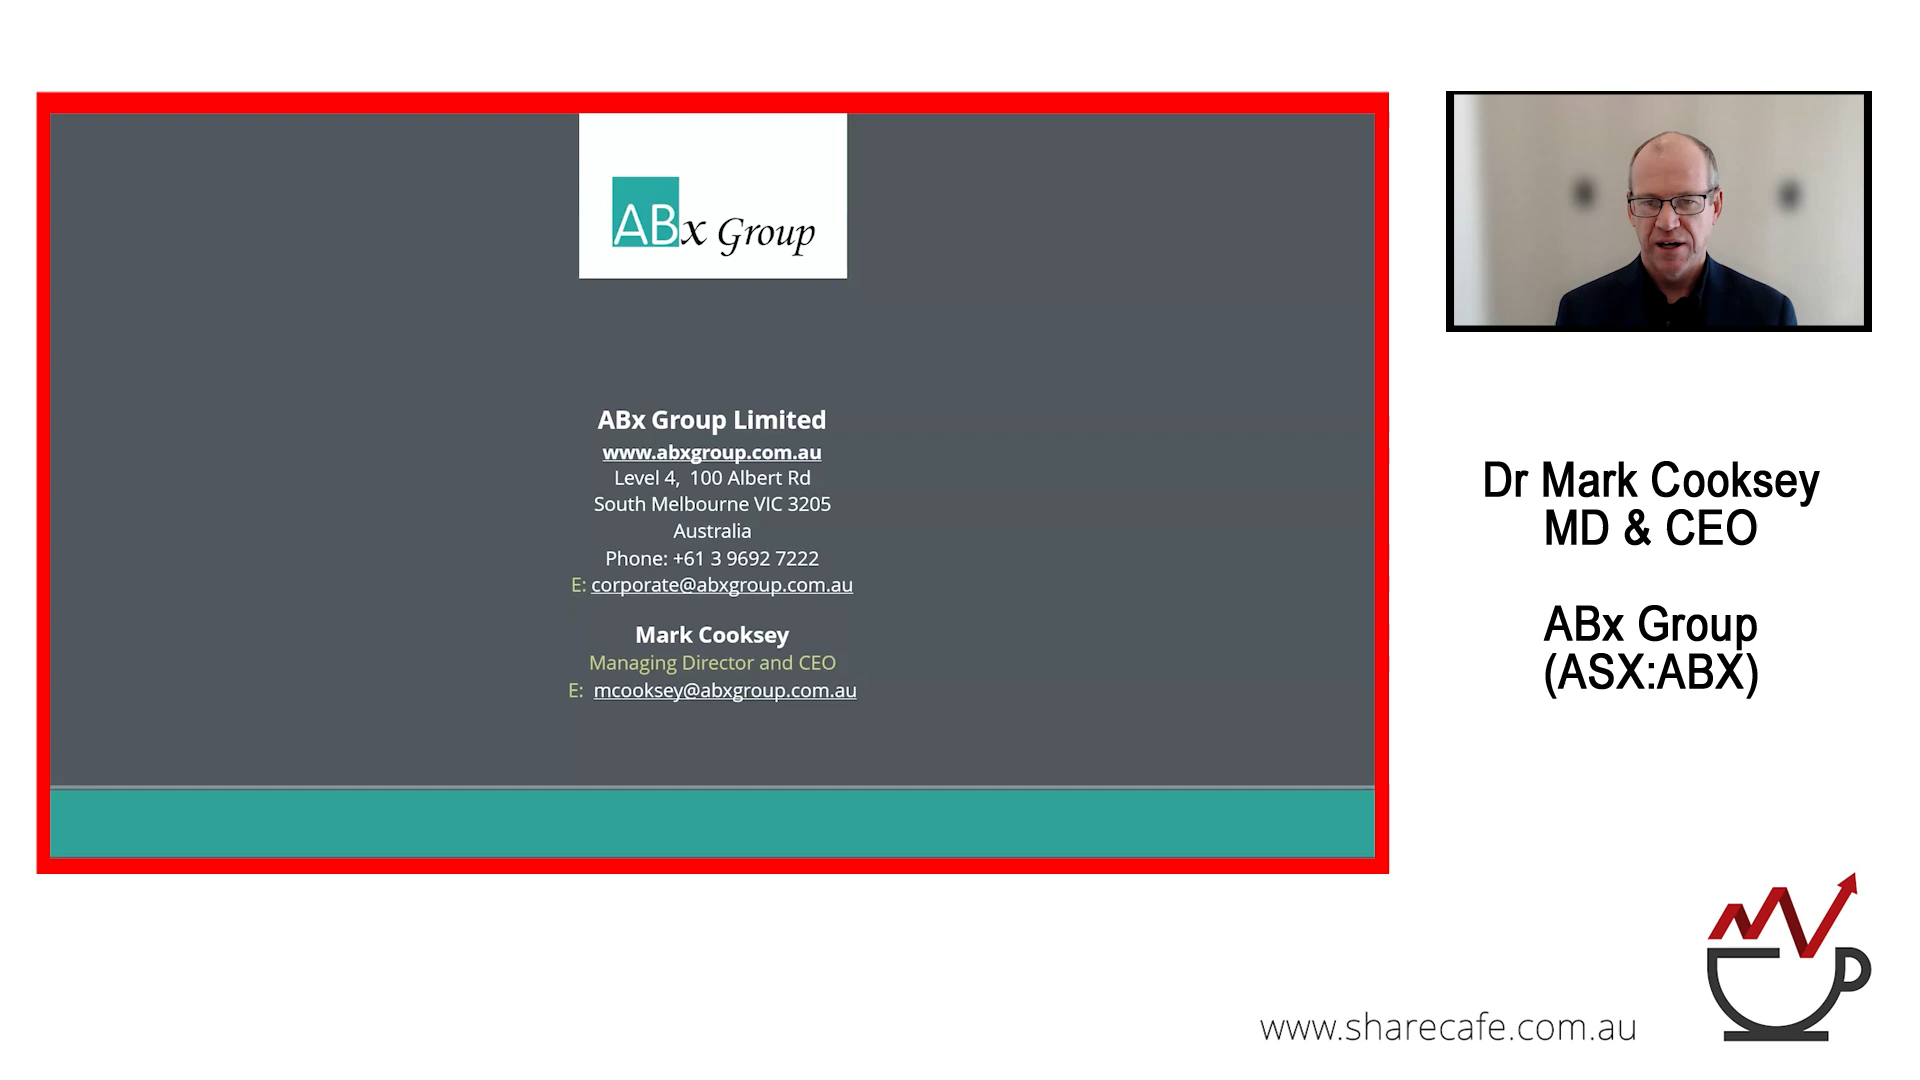 ABx Group
ABx Group Limited
www.abxgroup.com.au
Level 4, 100 Albert Rd
South Melbourne VIC 3205
Australia
Phone: +61 3 9692 7222
E: corporate@abxgroup.com.au
Mark Cooksey
Managing Director and CEO
E: mcooksey@abxgroup.com.au
Dr Mark Cooksey
MD & CEO
ABx Group
(ASX:ABX)
www.sharecafe.com.au